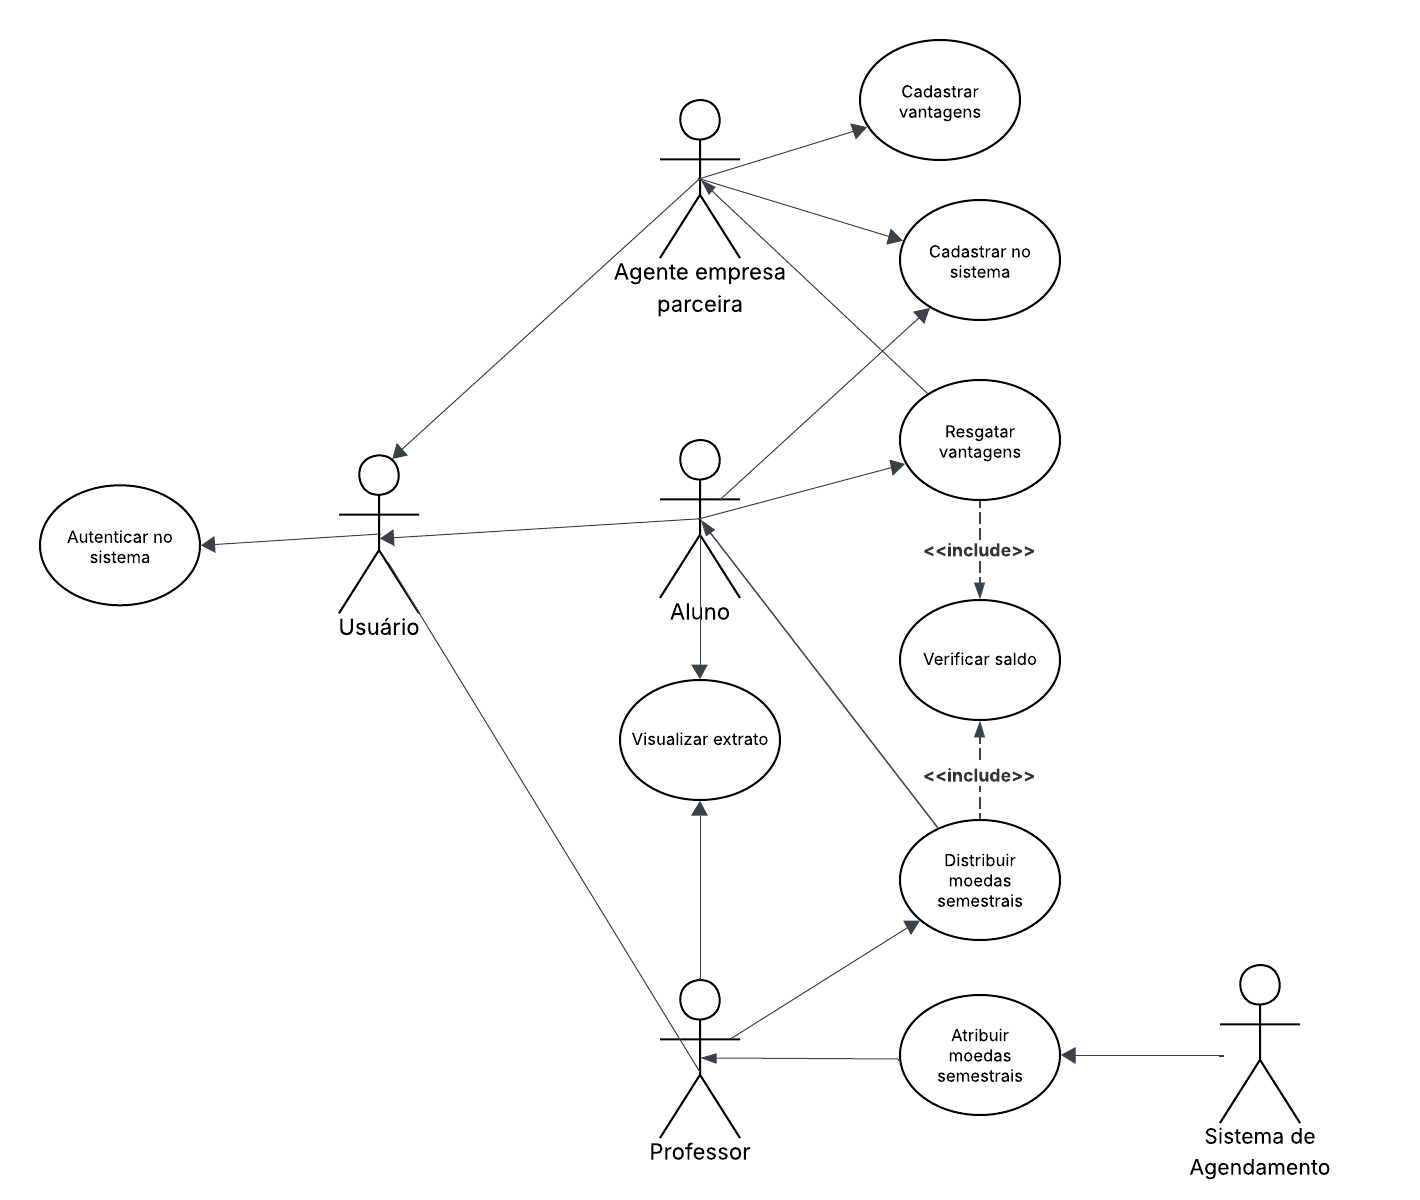 Cadastrar
vantagens
Agente empresa
parceira
Cadastrar no
sistema
Resgatar
vantagens
Autenticar no
sistema
<<include>>
Usuário
Aluno
Verificar saldo
Visualizar extrato
<<include>>
Distribuir
moedas
semestrais
Atribuir
moedas
semestrais
Professor
Sistema de
Agendamento